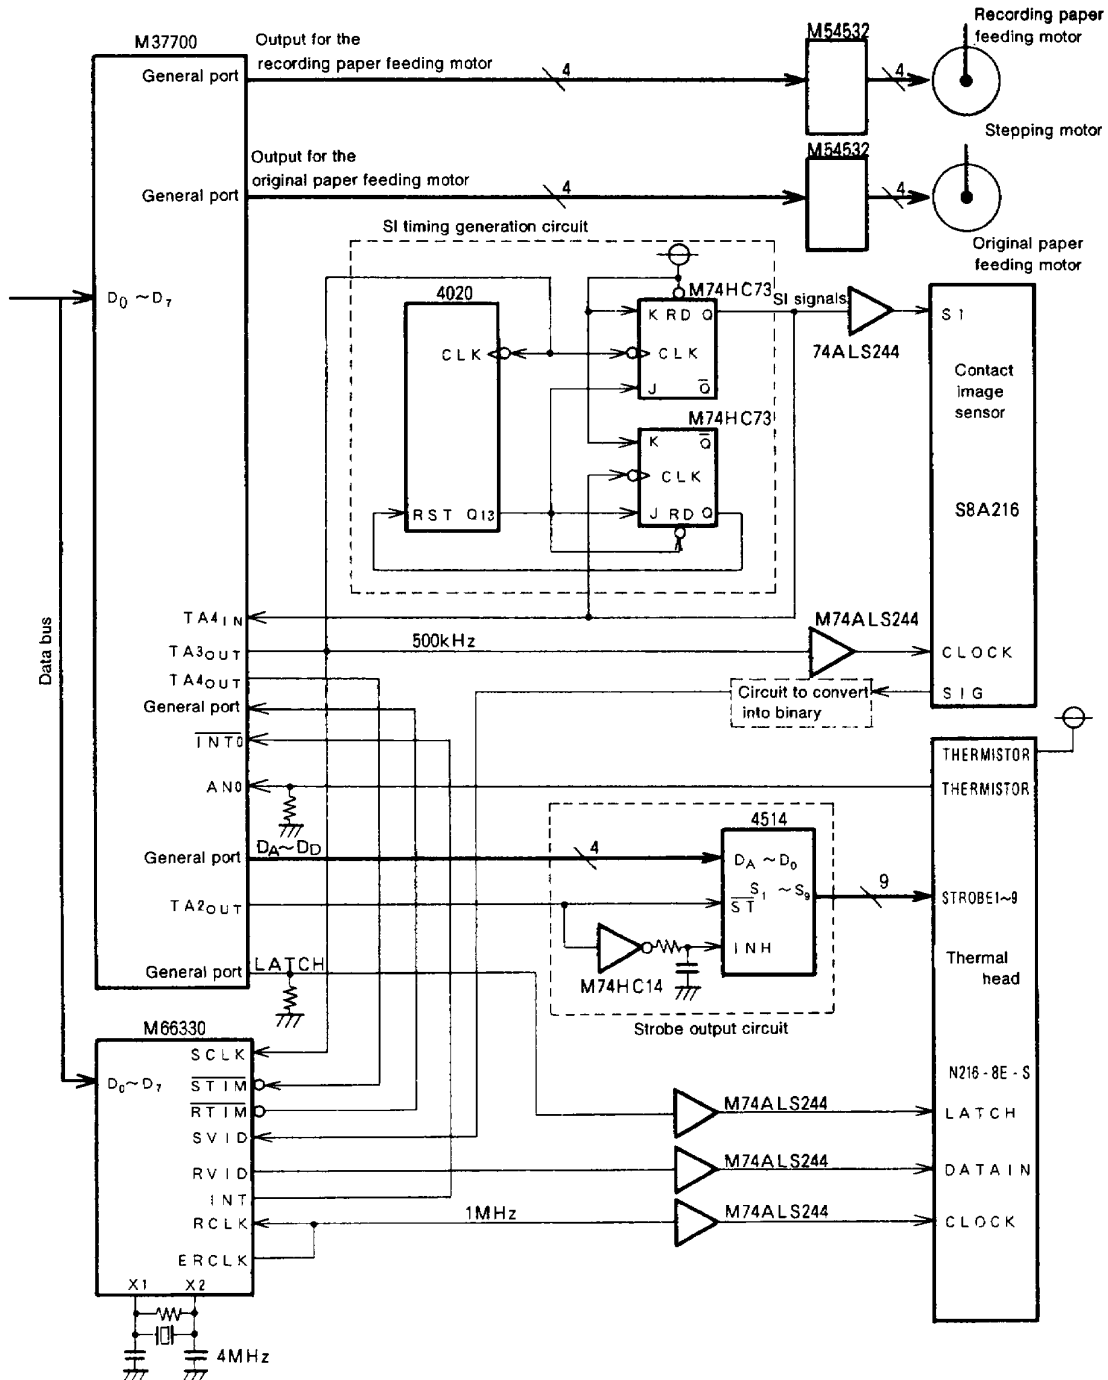 Recording paper
feeding motor
M54532
M37700
Output for the
recording paper feeding motor
General port
4
4
Stepping motor
M54532
Output for the
original paper feeding motor
General port
4
4
Original paper
feeding motor
SI timing generation circuit
D0 ~D7
4020
M74HC73
K RD Q
SI signals
S I
CLK
CLK
74ALS244
J Q̅
Contact
image
sensor
M74HC73
K Q̅
CLK
S8A216
RST Q13
J RD Q
TA4IN
M74ALS244
TA3OUT
500kHz
CLOCK
TA4OUT
SIG
General port
Circuit to convert
into binary
Data bus
I̅N̅T̅0̅
THERMISTOR
AN0
THERMISTOR
4514
General port
DA~DD
4
DA ~D0
S1 ~S9
9
TA2OUT
S̅T̅
STROBE1~9
INH
General port
LATCH
M74HC14
Thermal
head
Strobe output circuit
M66330
SCLK
D0~D7
S̅T̅I̅M̅
N216-8E-S
R̅T̅I̅M̅
M74ALS244
LATCH
SVID
RVID
M74ALS244
DATAIN
INT
RCLK
1MHz
M74ALS244
CLOCK
ERCLK
X1 X2
4MHz